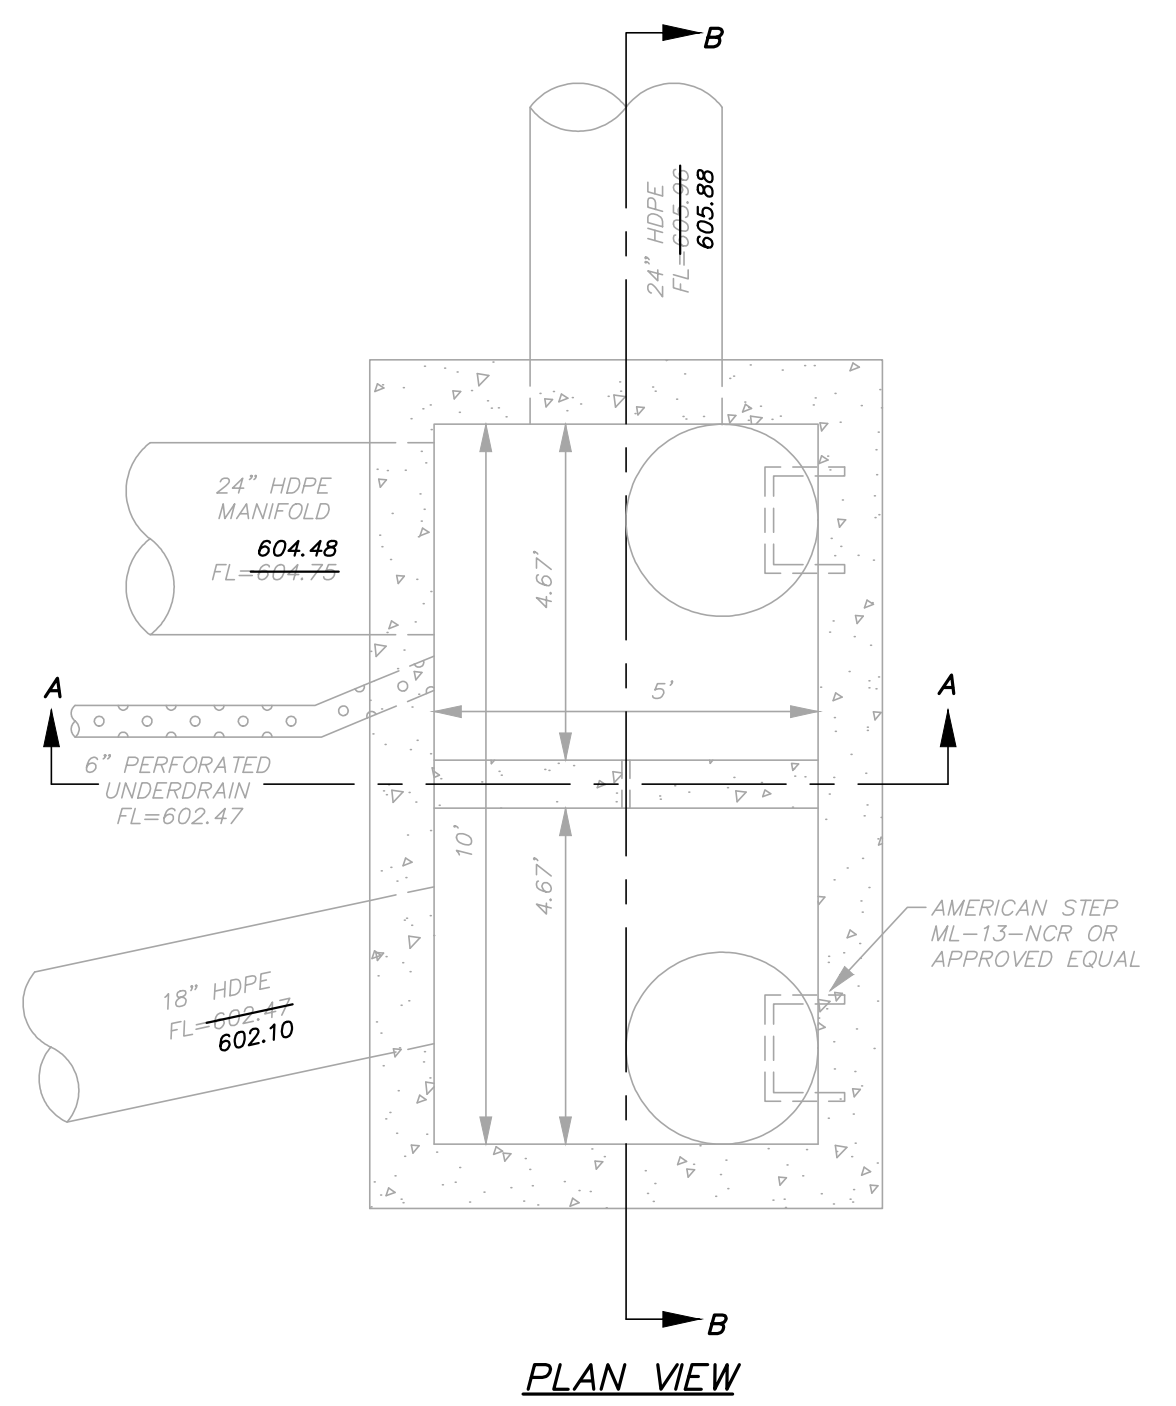 B
24" HDPE
FL=605.96
605.88
24" HDPE
MANIFOLD
604.48
FL=604.75
4.67'
A
5'
A
6" PERFORATED
UNDERDRAIN
FL=602.47
10'
4.67'
AMERICAN STEP
ML-13-NCR OR
APPROVED EQUAL
18" HDPE
FL=602.47
602.10
B
PLAN VIEW